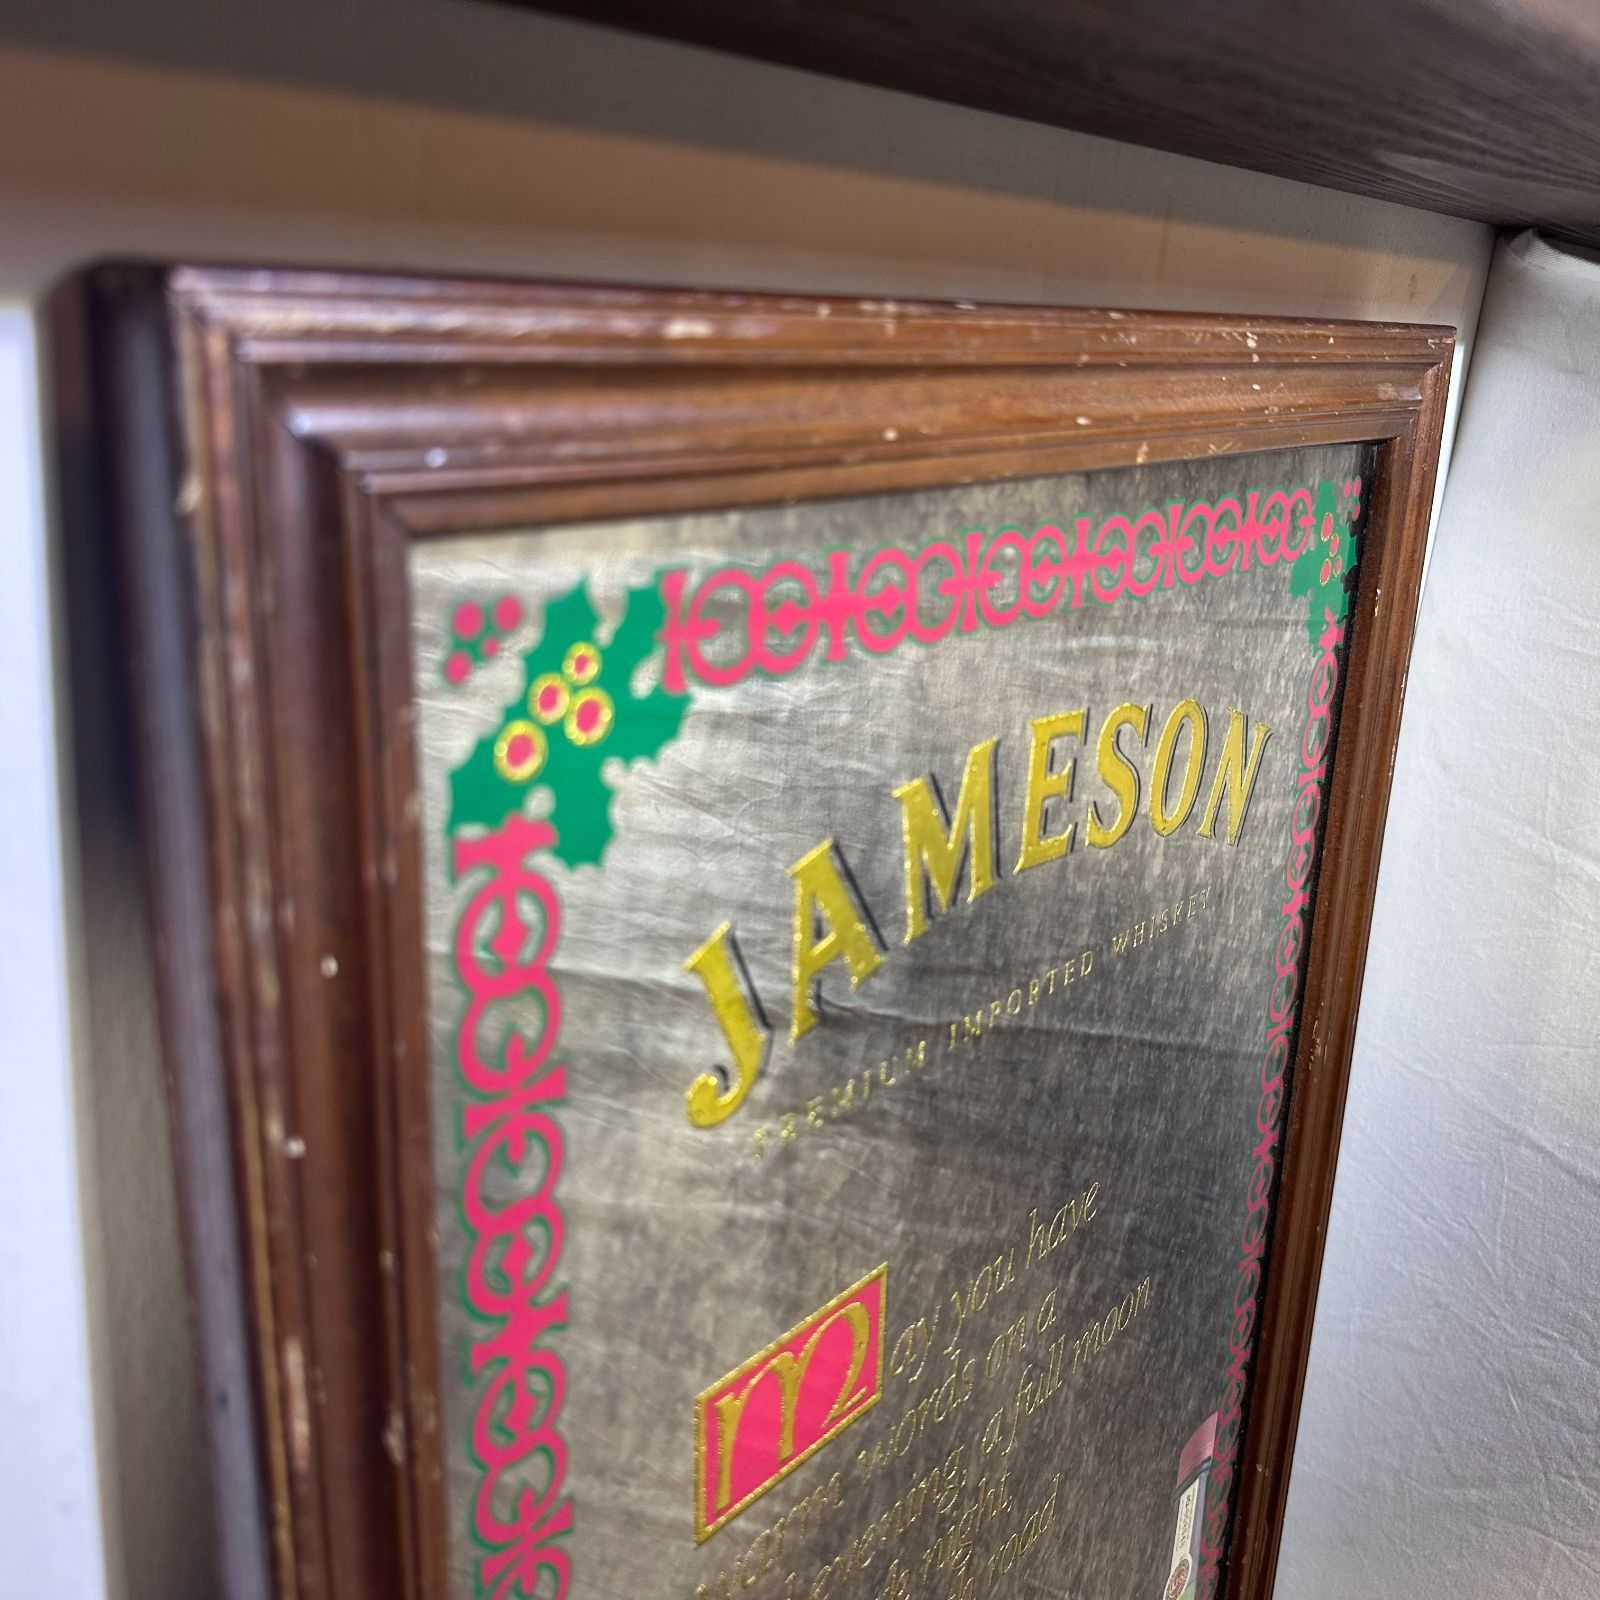 JAMESON
PREMIUM IMPORTED WHISKEY
May you have
warm words on a
evening, a full moon
night
road